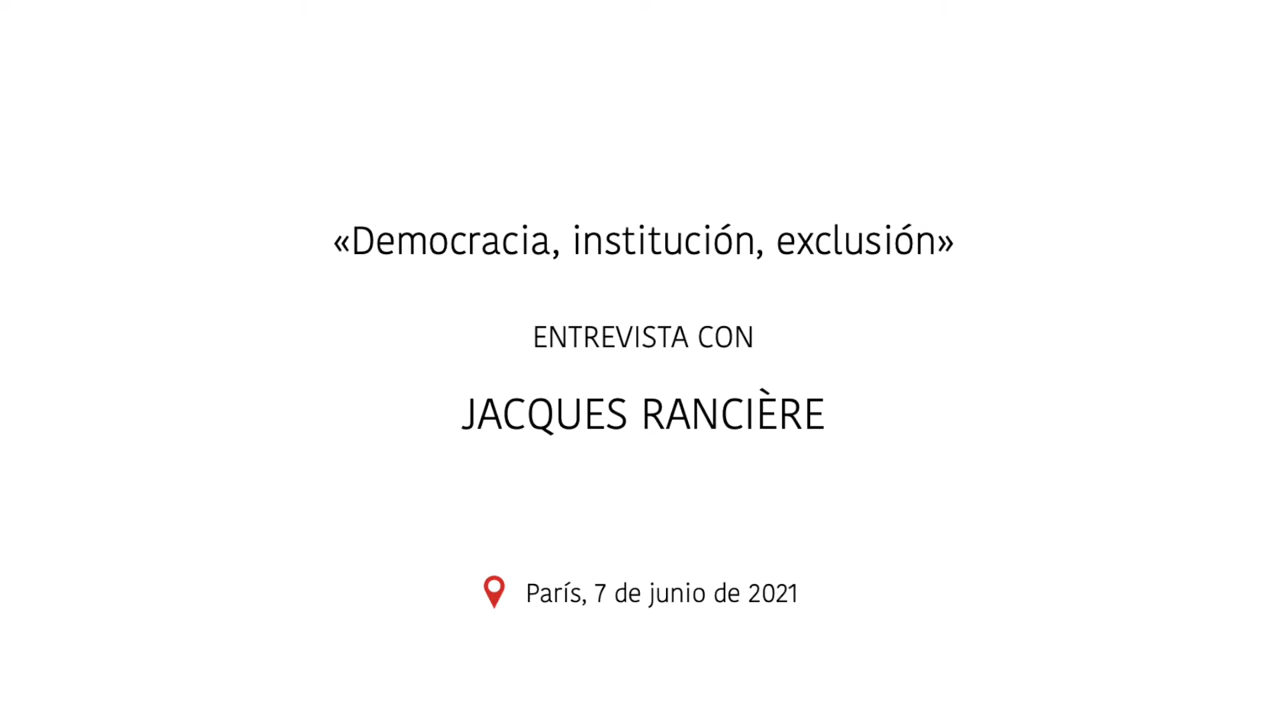 «Democracia, institución, exclusión»
ENTREVISTA CON
JACQUES RANCIÈRE
París, 7 de junio de 2021